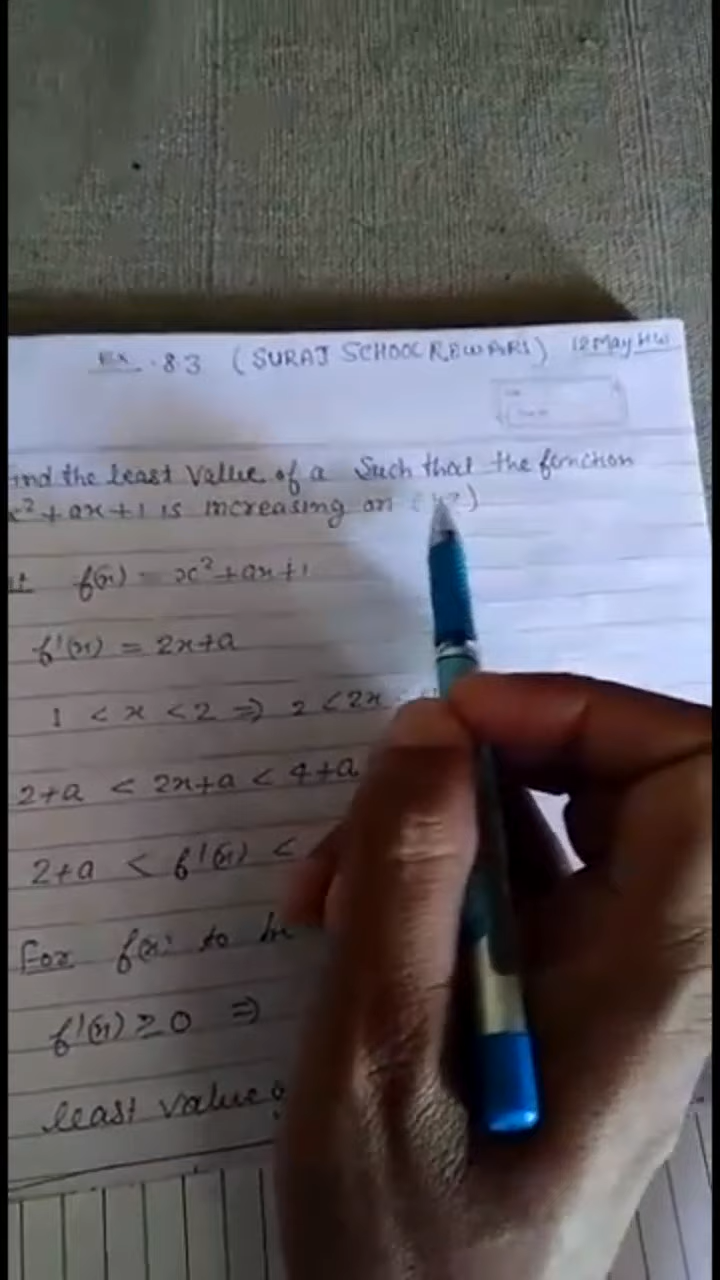 Ex. 8.3 (SURAJ SCHOOL REWARI) 12 May HW
ind the least value of a Such that the function
x² + ax + 1 is increasing on
f(x) = x² + ax + 1
f'(x) = 2x+a
1 < x < 2 ⇒ 2 < 2x
2+a < 2x+a < 4+a
2+a < f'(x) <
For f(x) to be
f'(x) ≥ 0 ⇒
least value